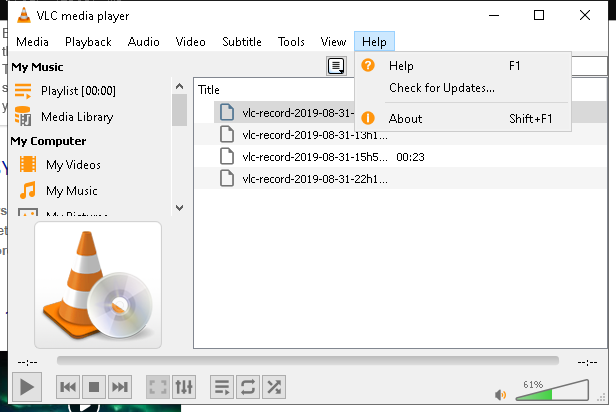 VLC media player
Media Playback Audio Video Subtitle Tools View Help
Help F1
Check for Updates...
About Shift+F1
My Music
Playlist [00:00]
Media Library
My Computer
My Videos
My Music
Title
vlc-record-2019-08-31-
vlc-record-2019-08-31-13h1...
vlc-record-2019-08-31-15h5... 00:23
vlc-record-2019-08-31-22h1...
--:-- --:--
61%